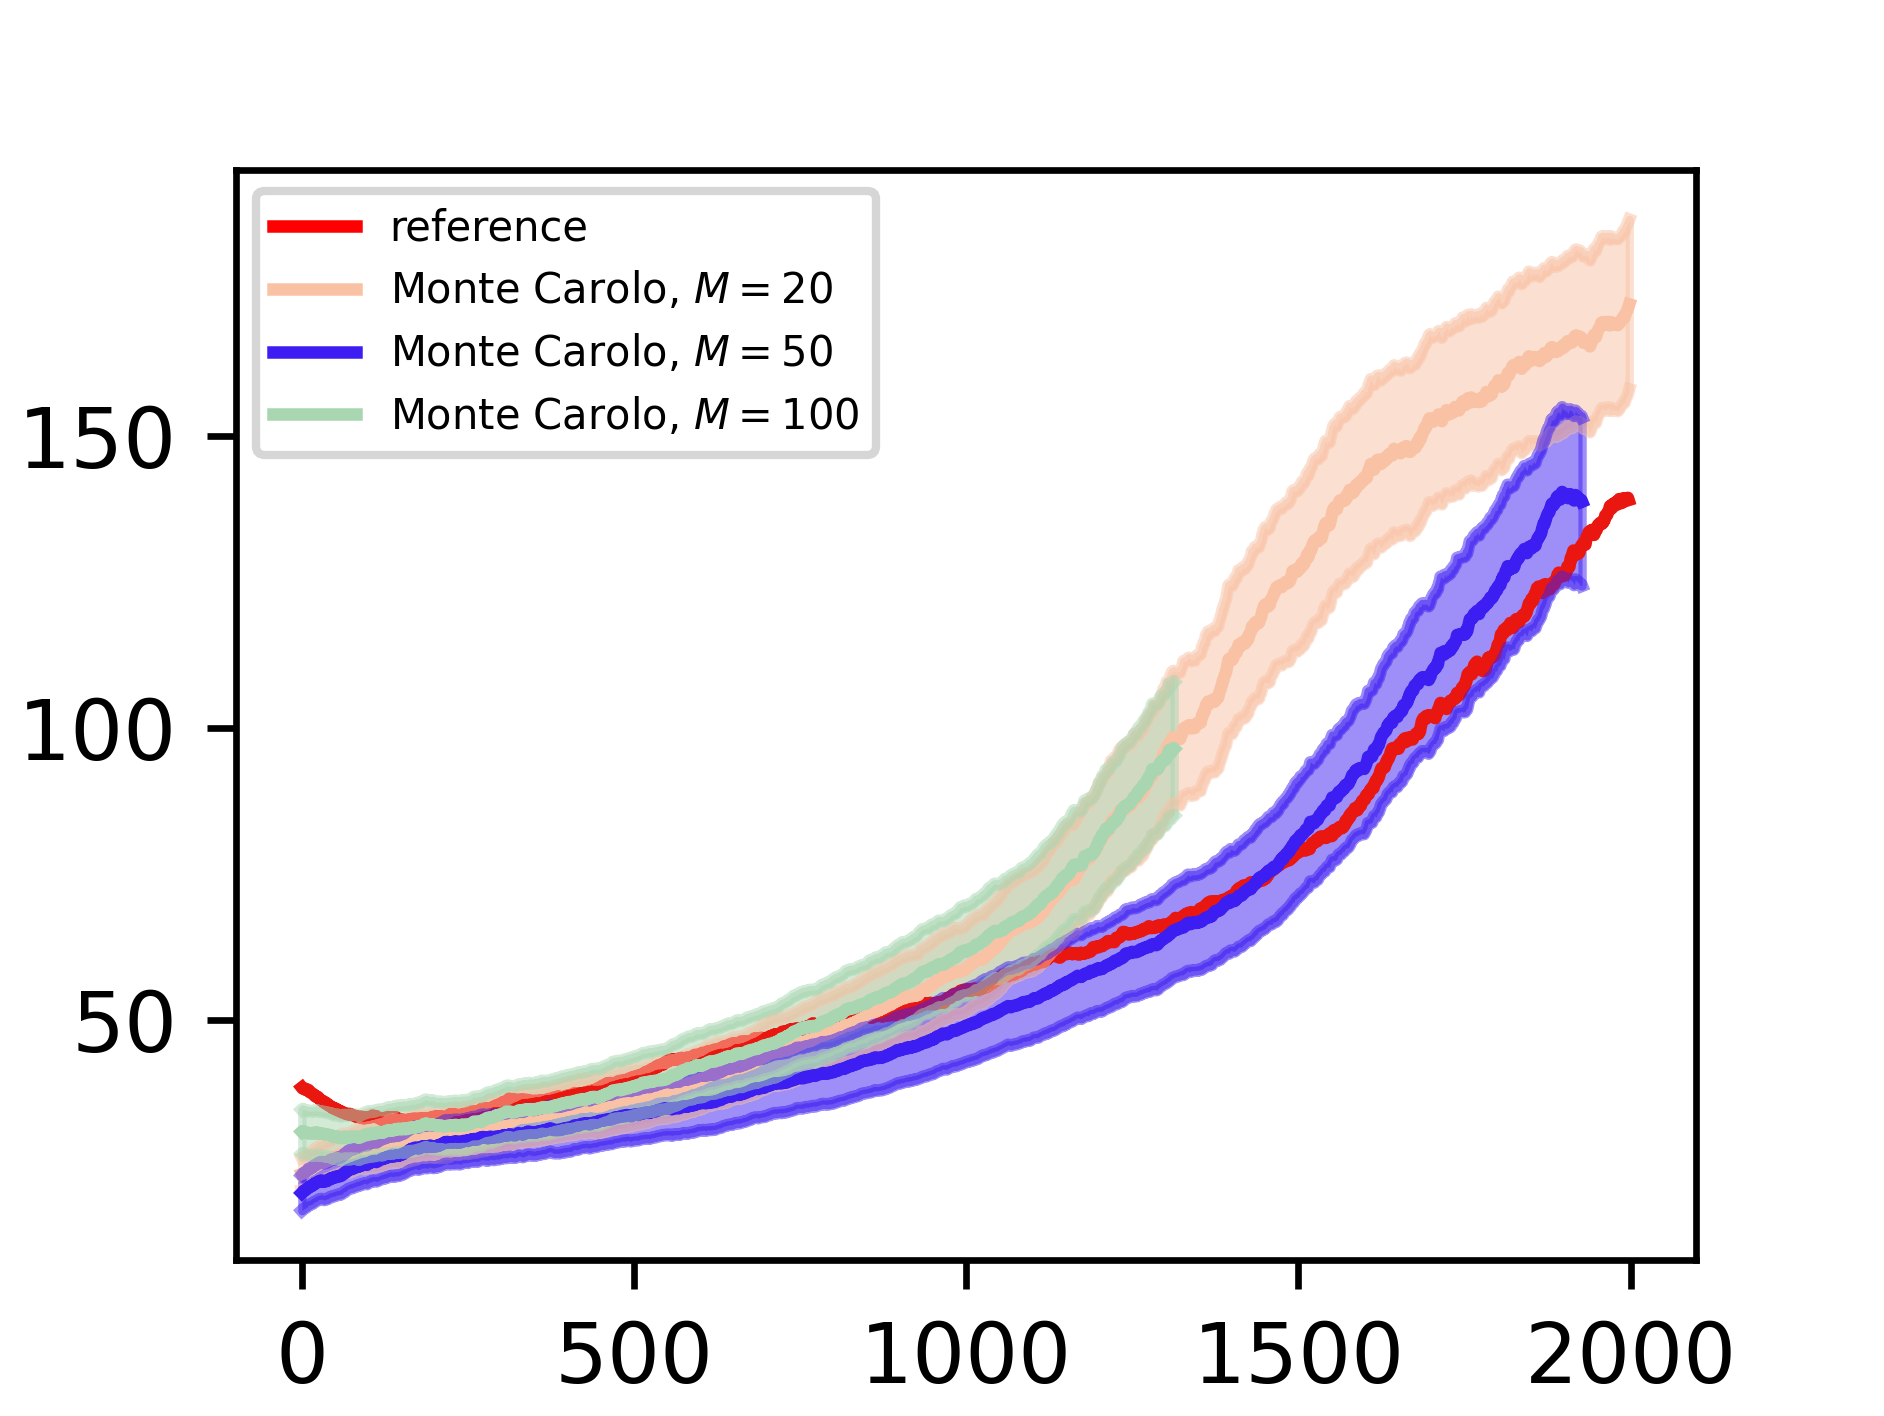 reference
Monte Carolo, M = 20
Monte Carolo, M = 50
Monte Carolo, M = 100
150
100
50
0 500 1000 1500 2000